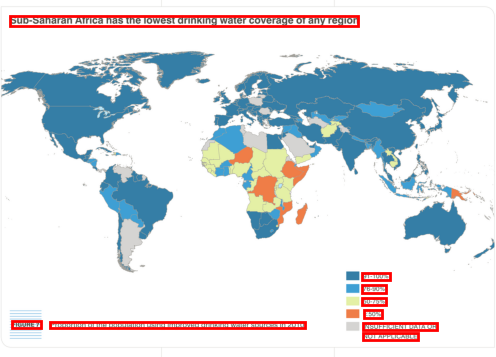 Sub-Saharan Africa has the lowest drinking water coverage of any region
91-100%
76-90%
50-75%
< 50%
INSUFFICIENT DATA OR
NOT APPLICABLE
FIGURE 7 Proportion of the population using improved drinking water sources in 2015